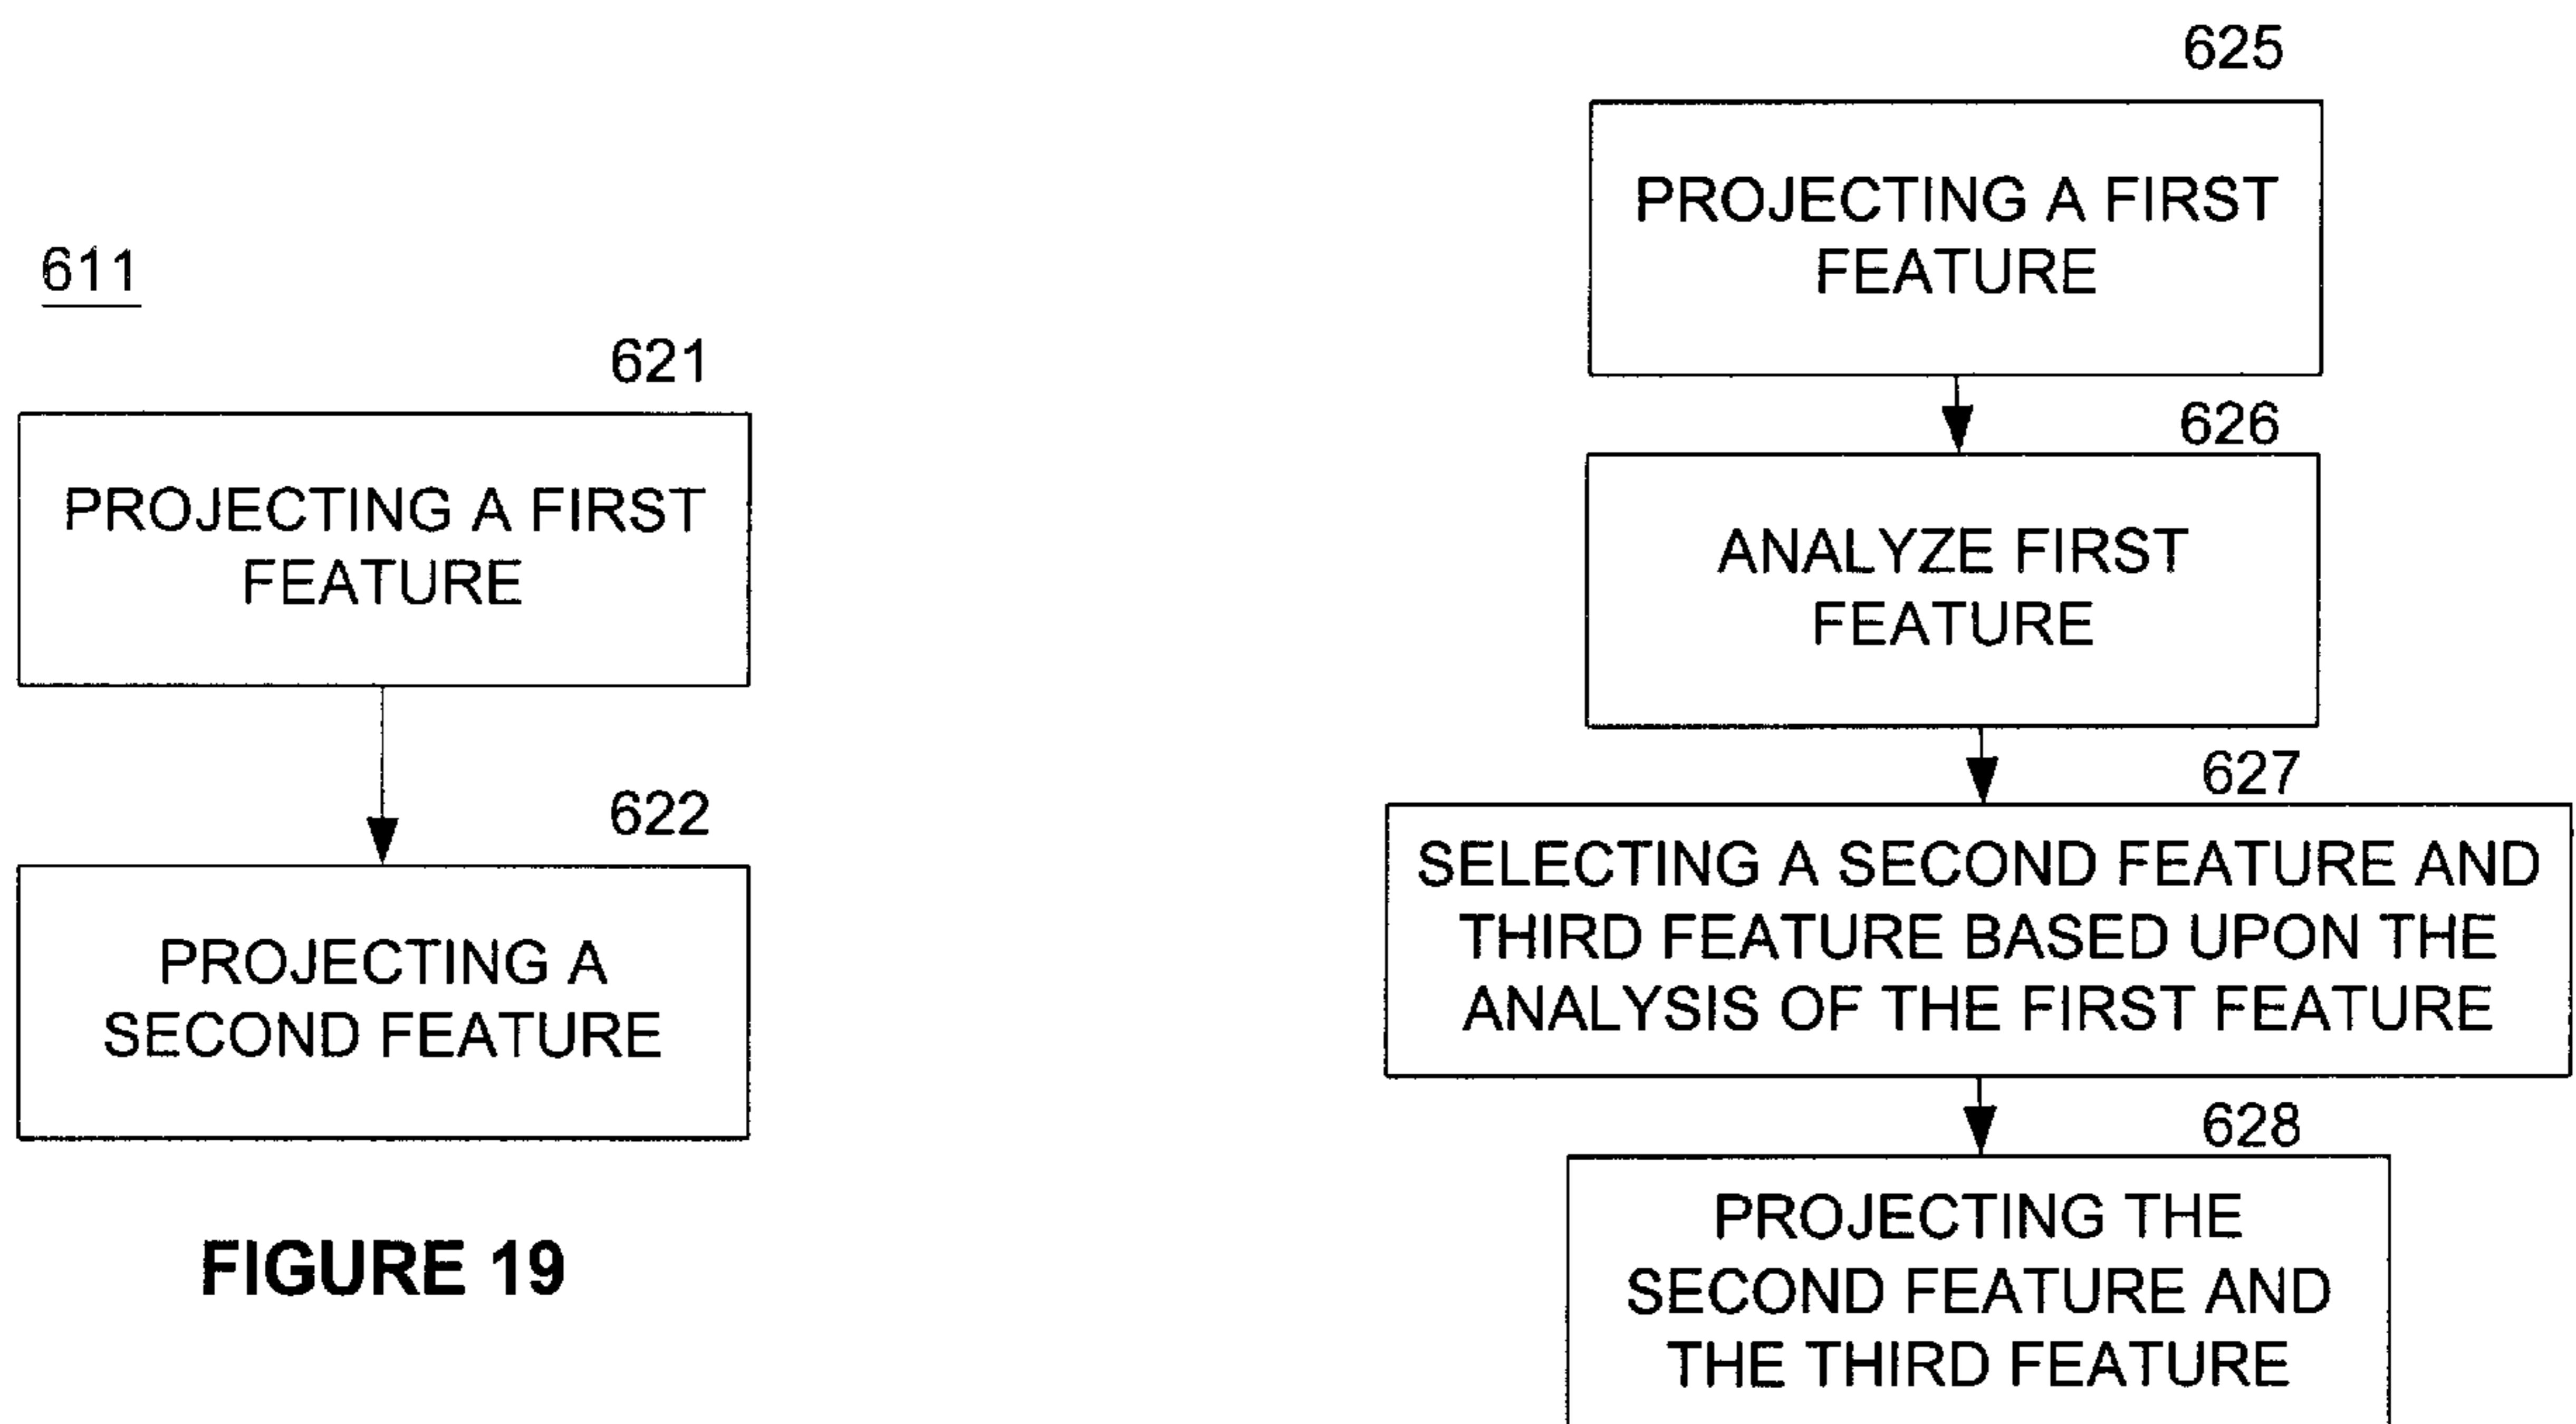 611
621
PROJECTING A FIRST
FEATURE
622
PROJECTING A
SECOND FEATURE
FIGURE 19
625
PROJECTING A FIRST
FEATURE
626
ANALYZE FIRST
FEATURE
627
SELECTING A SECOND FEATURE AND
THIRD FEATURE BASED UPON THE
ANALYSIS OF THE FIRST FEATURE
628
PROJECTING THE
SECOND FEATURE AND
THE THIRD FEATURE